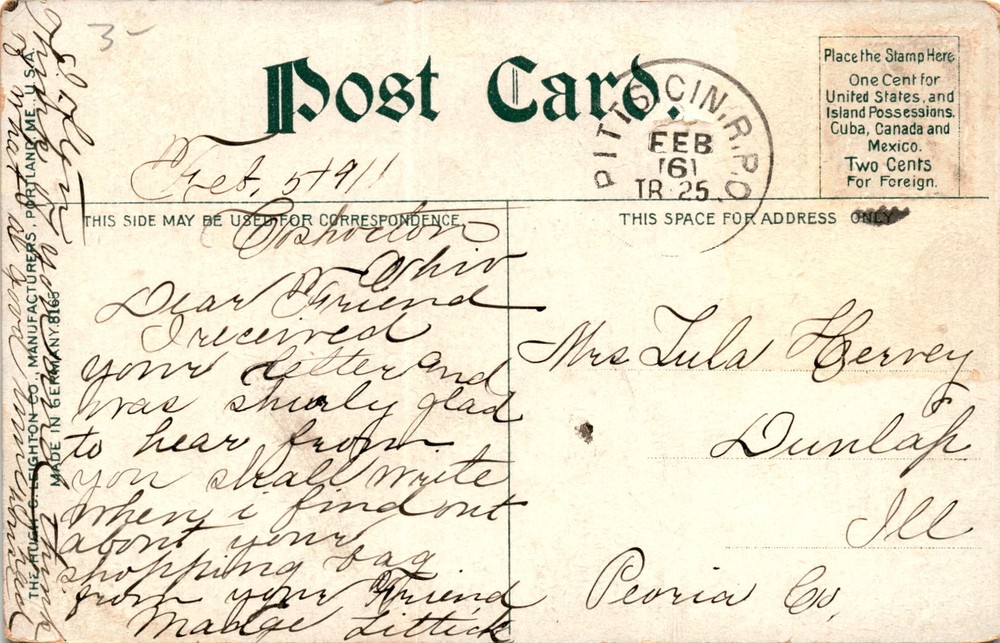 3-
Post Card.
PITTS. CIN. R.P.O.
FEB
6
TR. 25.
Place the Stamp Here
One Cent for
United States, and
Island Possessions.
Cuba, Canada and
Mexico.
Two Cents
For Foreign.
Feb, 5 1911
THIS SIDE MAY BE USED FOR CORRESPONDENCE
THIS SPACE FOR ADDRESS ONLY
Coshocton
Ohio
Dear Friend
I received
your letter and
was shurly glad
to hear from
you shall write
when i find out
about your
shopping bag
from your Friend
Madge Littick
Mrs Lula Hervey
Dunlap
Ill
Peoria Co,
THE HUGH C. LEIGHTON CO., MANUFACTURERS, PORTLAND, ME., U.S.A.
MADE IN GERMANY. 8165